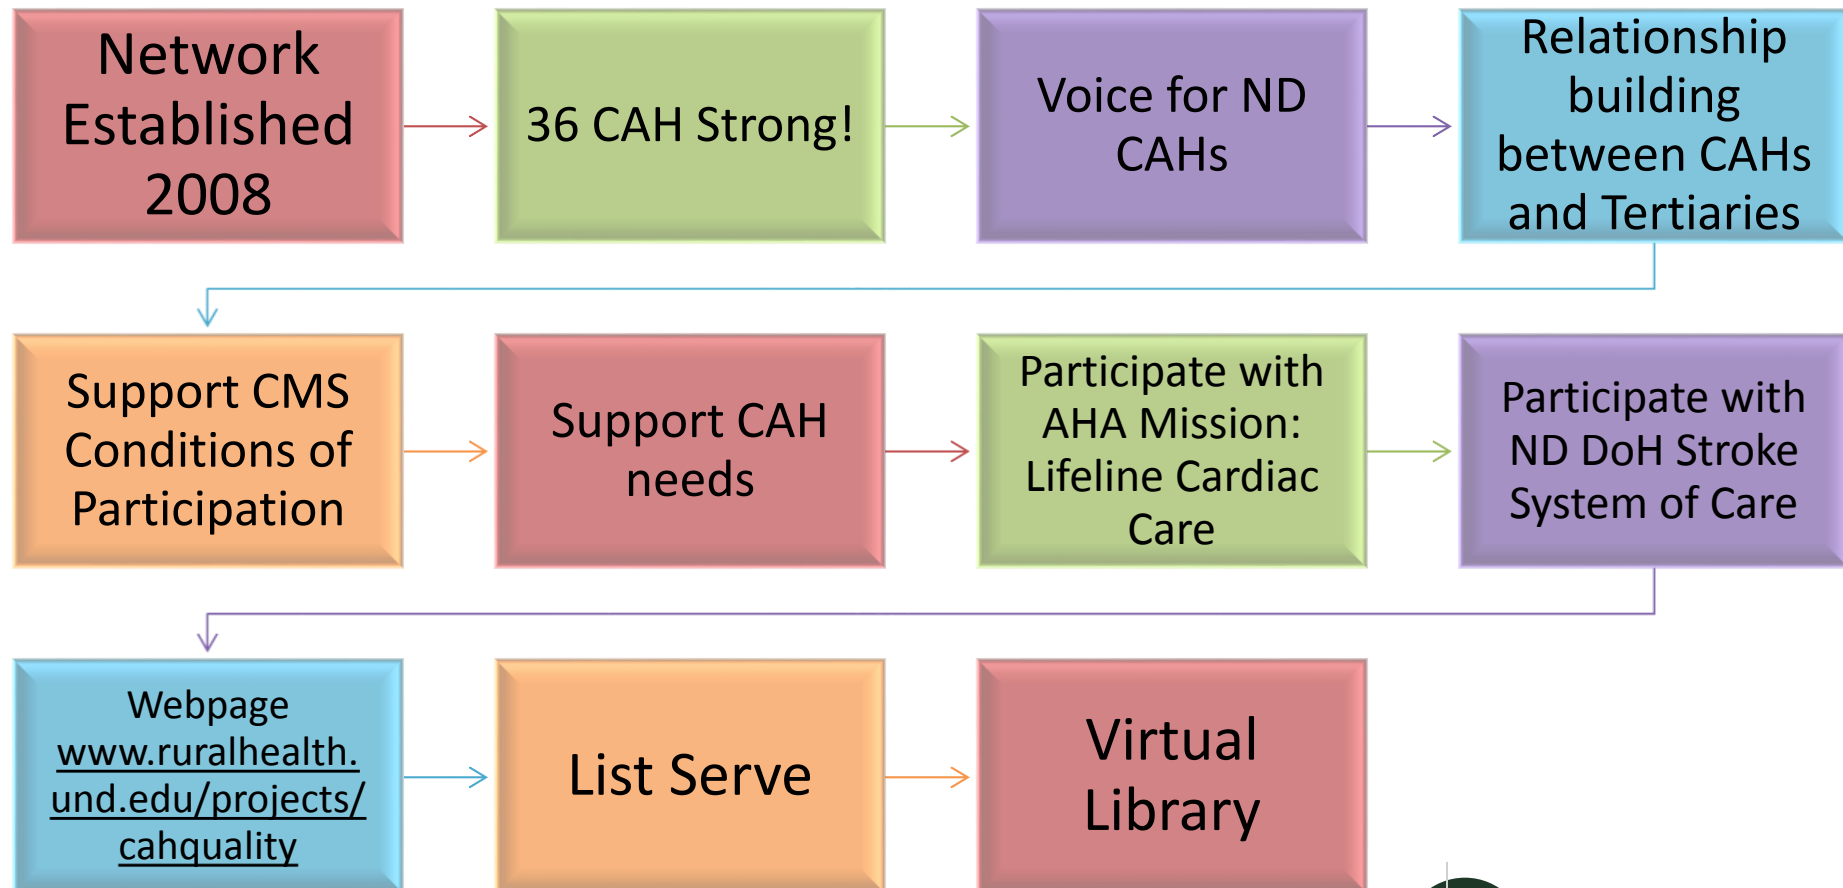 Network
Established
2008
36 CAH Strong!
Voice for ND
CAHs
Relationship
building
between CAHs
and Tertiaries
Support CMS
Conditions of
Participation
Support CAH
needs
Participate with
AHA Mission:
Lifeline Cardiac
Care
Participate with
ND DoH Stroke
System of Care
Webpage
www.ruralhealth.
und.edu/projects/
cahquality
List Serve
Virtual
Library